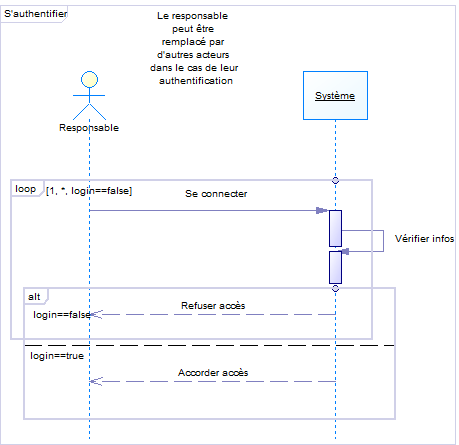 S'authentifier
Le responsable
peut être
remplacé par
d'autres acteurs
dans le cas de leur
authentification
Système
Responsable
loop
[1, *, login==false]
Se connecter
Vérifier infos
alt
Refuser accès
login==false
login==true
Accorder accès